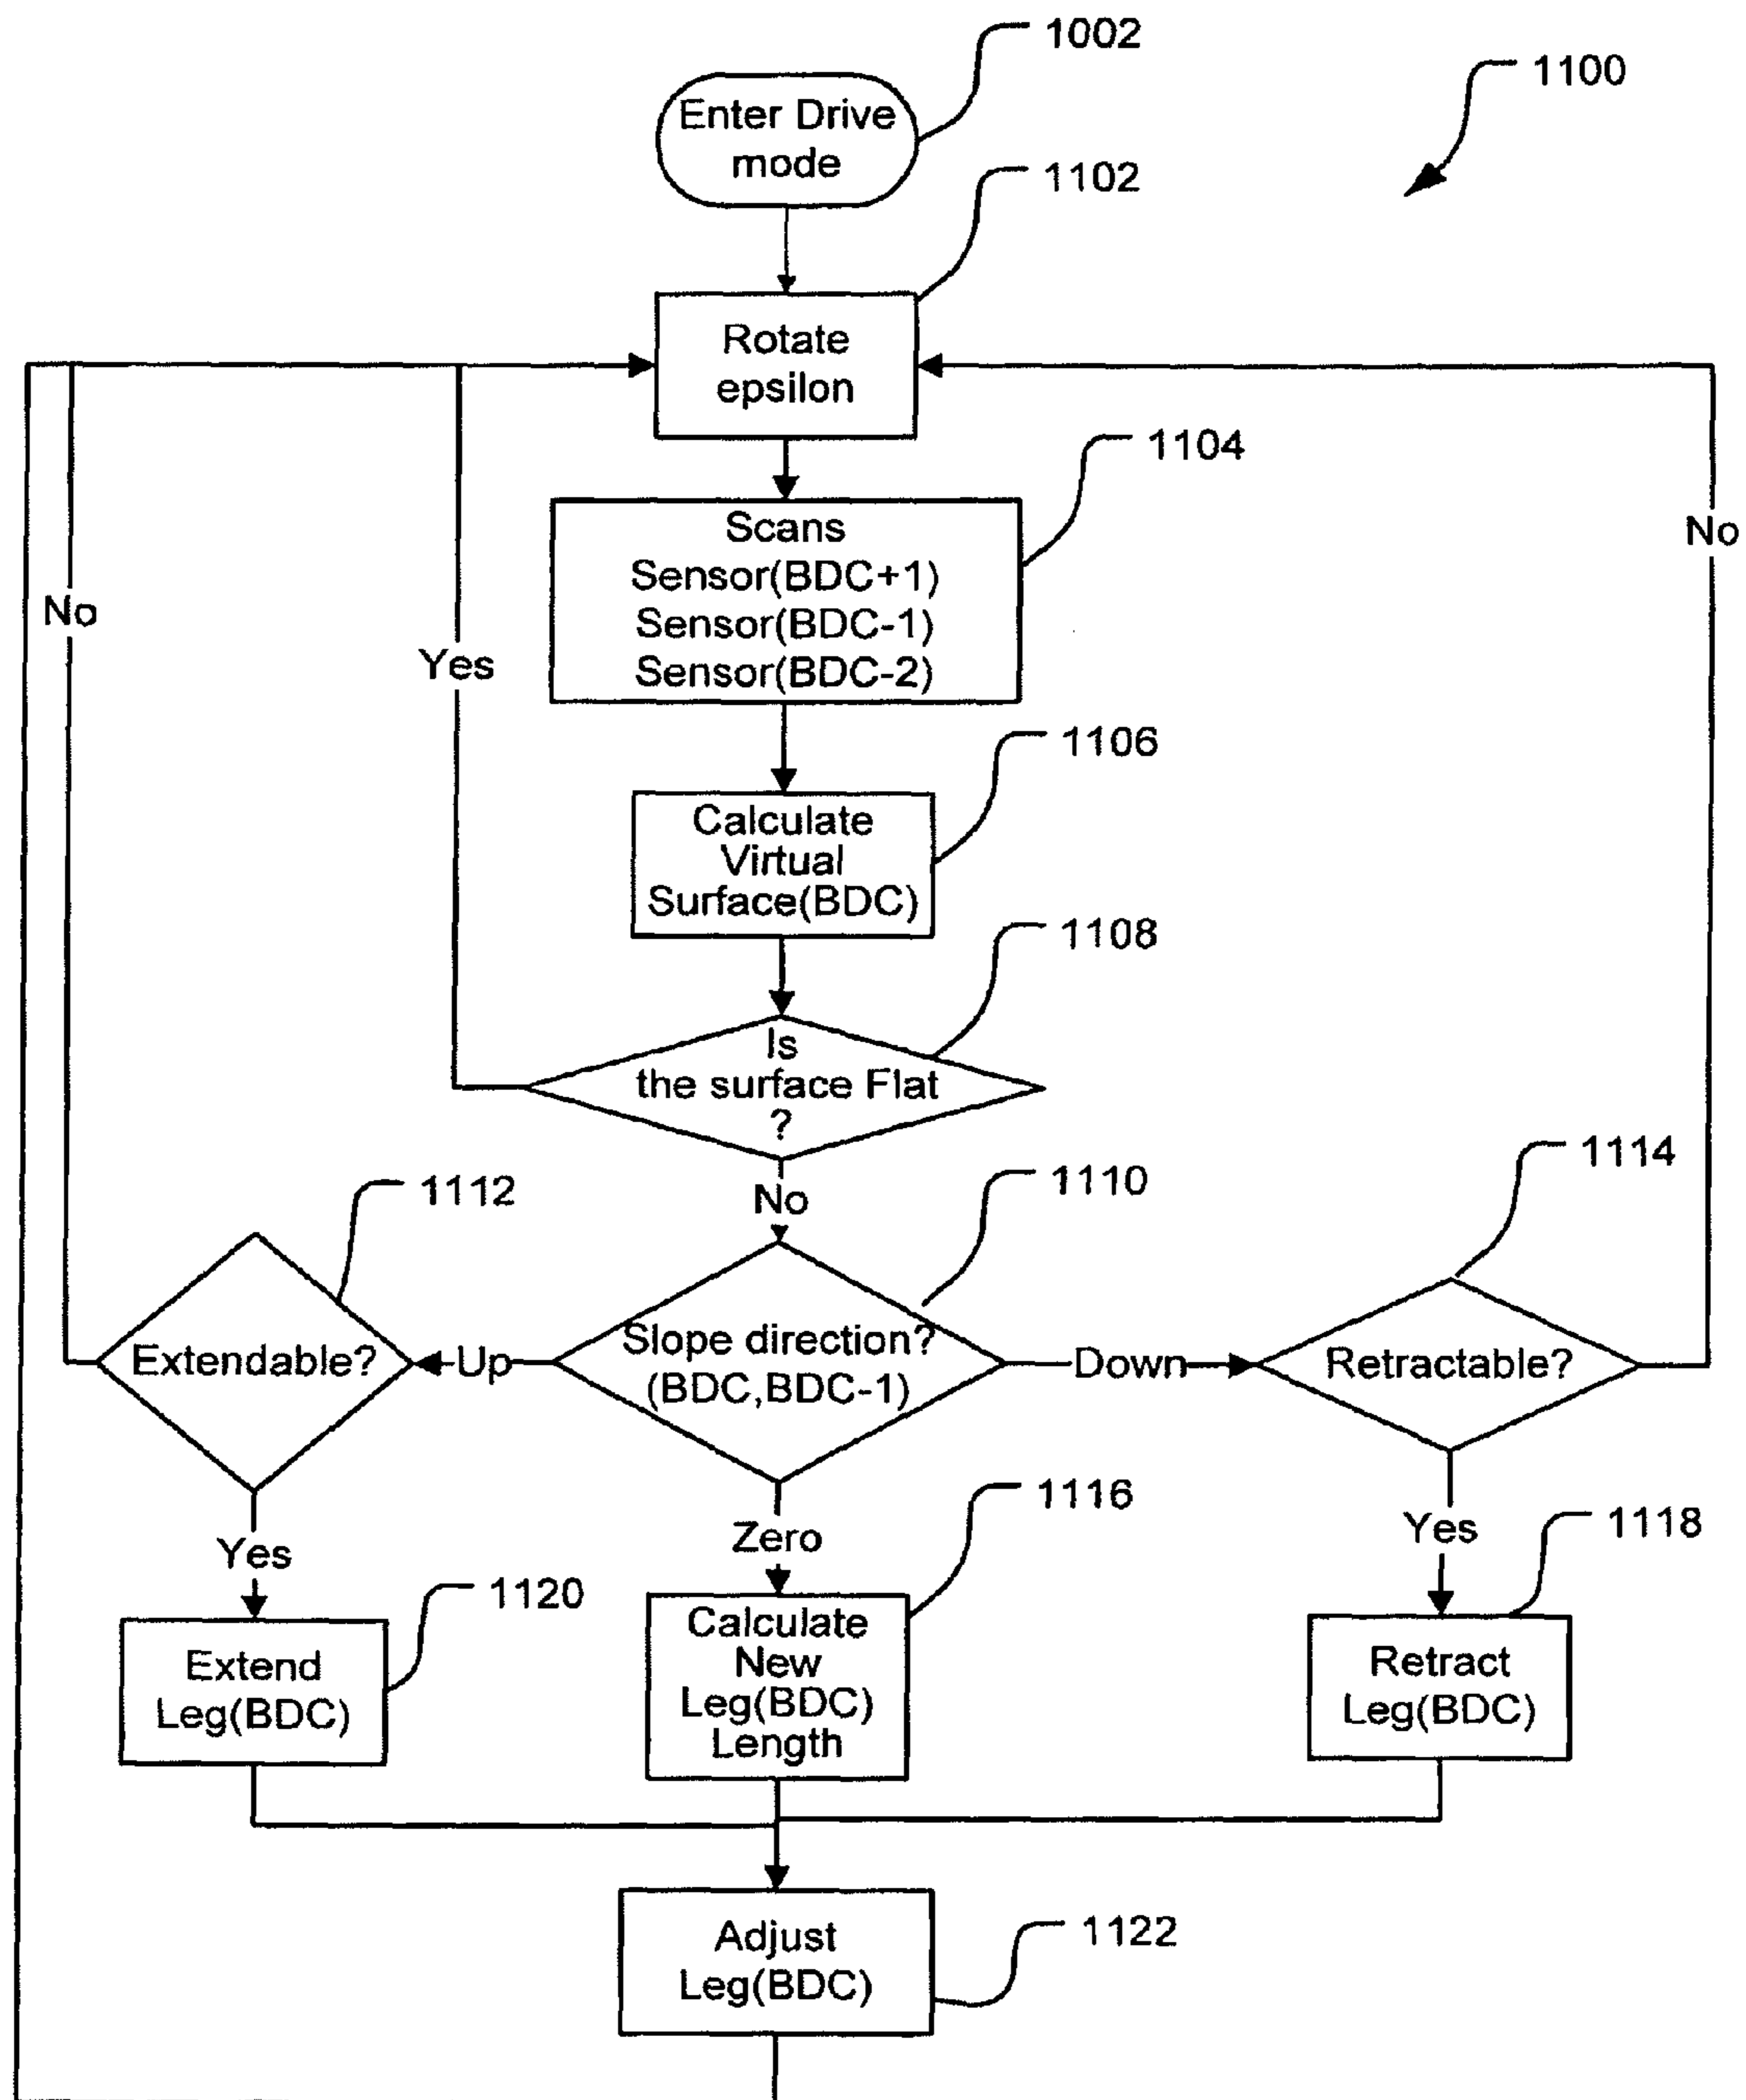 1002
1100
Enter Drive
mode
1102
Rotate
epsilon
1104
Scans
Sensor(BDC+1)
Sensor(BDC-1)
Sensor(BDC-2)
No
No
Yes
1106
Calculate
Virtual
Surface(BDC)
1108
Is
the surface Flat
?
1114
1112
No
1110
Extendable?
Up
Slope direction?
(BDC,BDC-1)
Down
Retractable?
1116
Yes
Zero
Yes
1118
1120
Extend
Leg(BDC)
Calculate
New
Leg(BDC)
Length
Retract
Leg(BDC)
Adjust
Leg(BDC)
1122